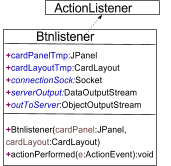 ActionListener
Btnlistener
+cardPanelTmp:JPanel
+cardLayoutTmp:CardLayout
+connectionSock:Socket
+serverOutput:DataOutputStream
+outToServer:ObjectOutputStream
+Btnlistener(cardPanel:JPanel,
cardLayout:CardLayout)
+actionPerformed(e:ActionEvent):void